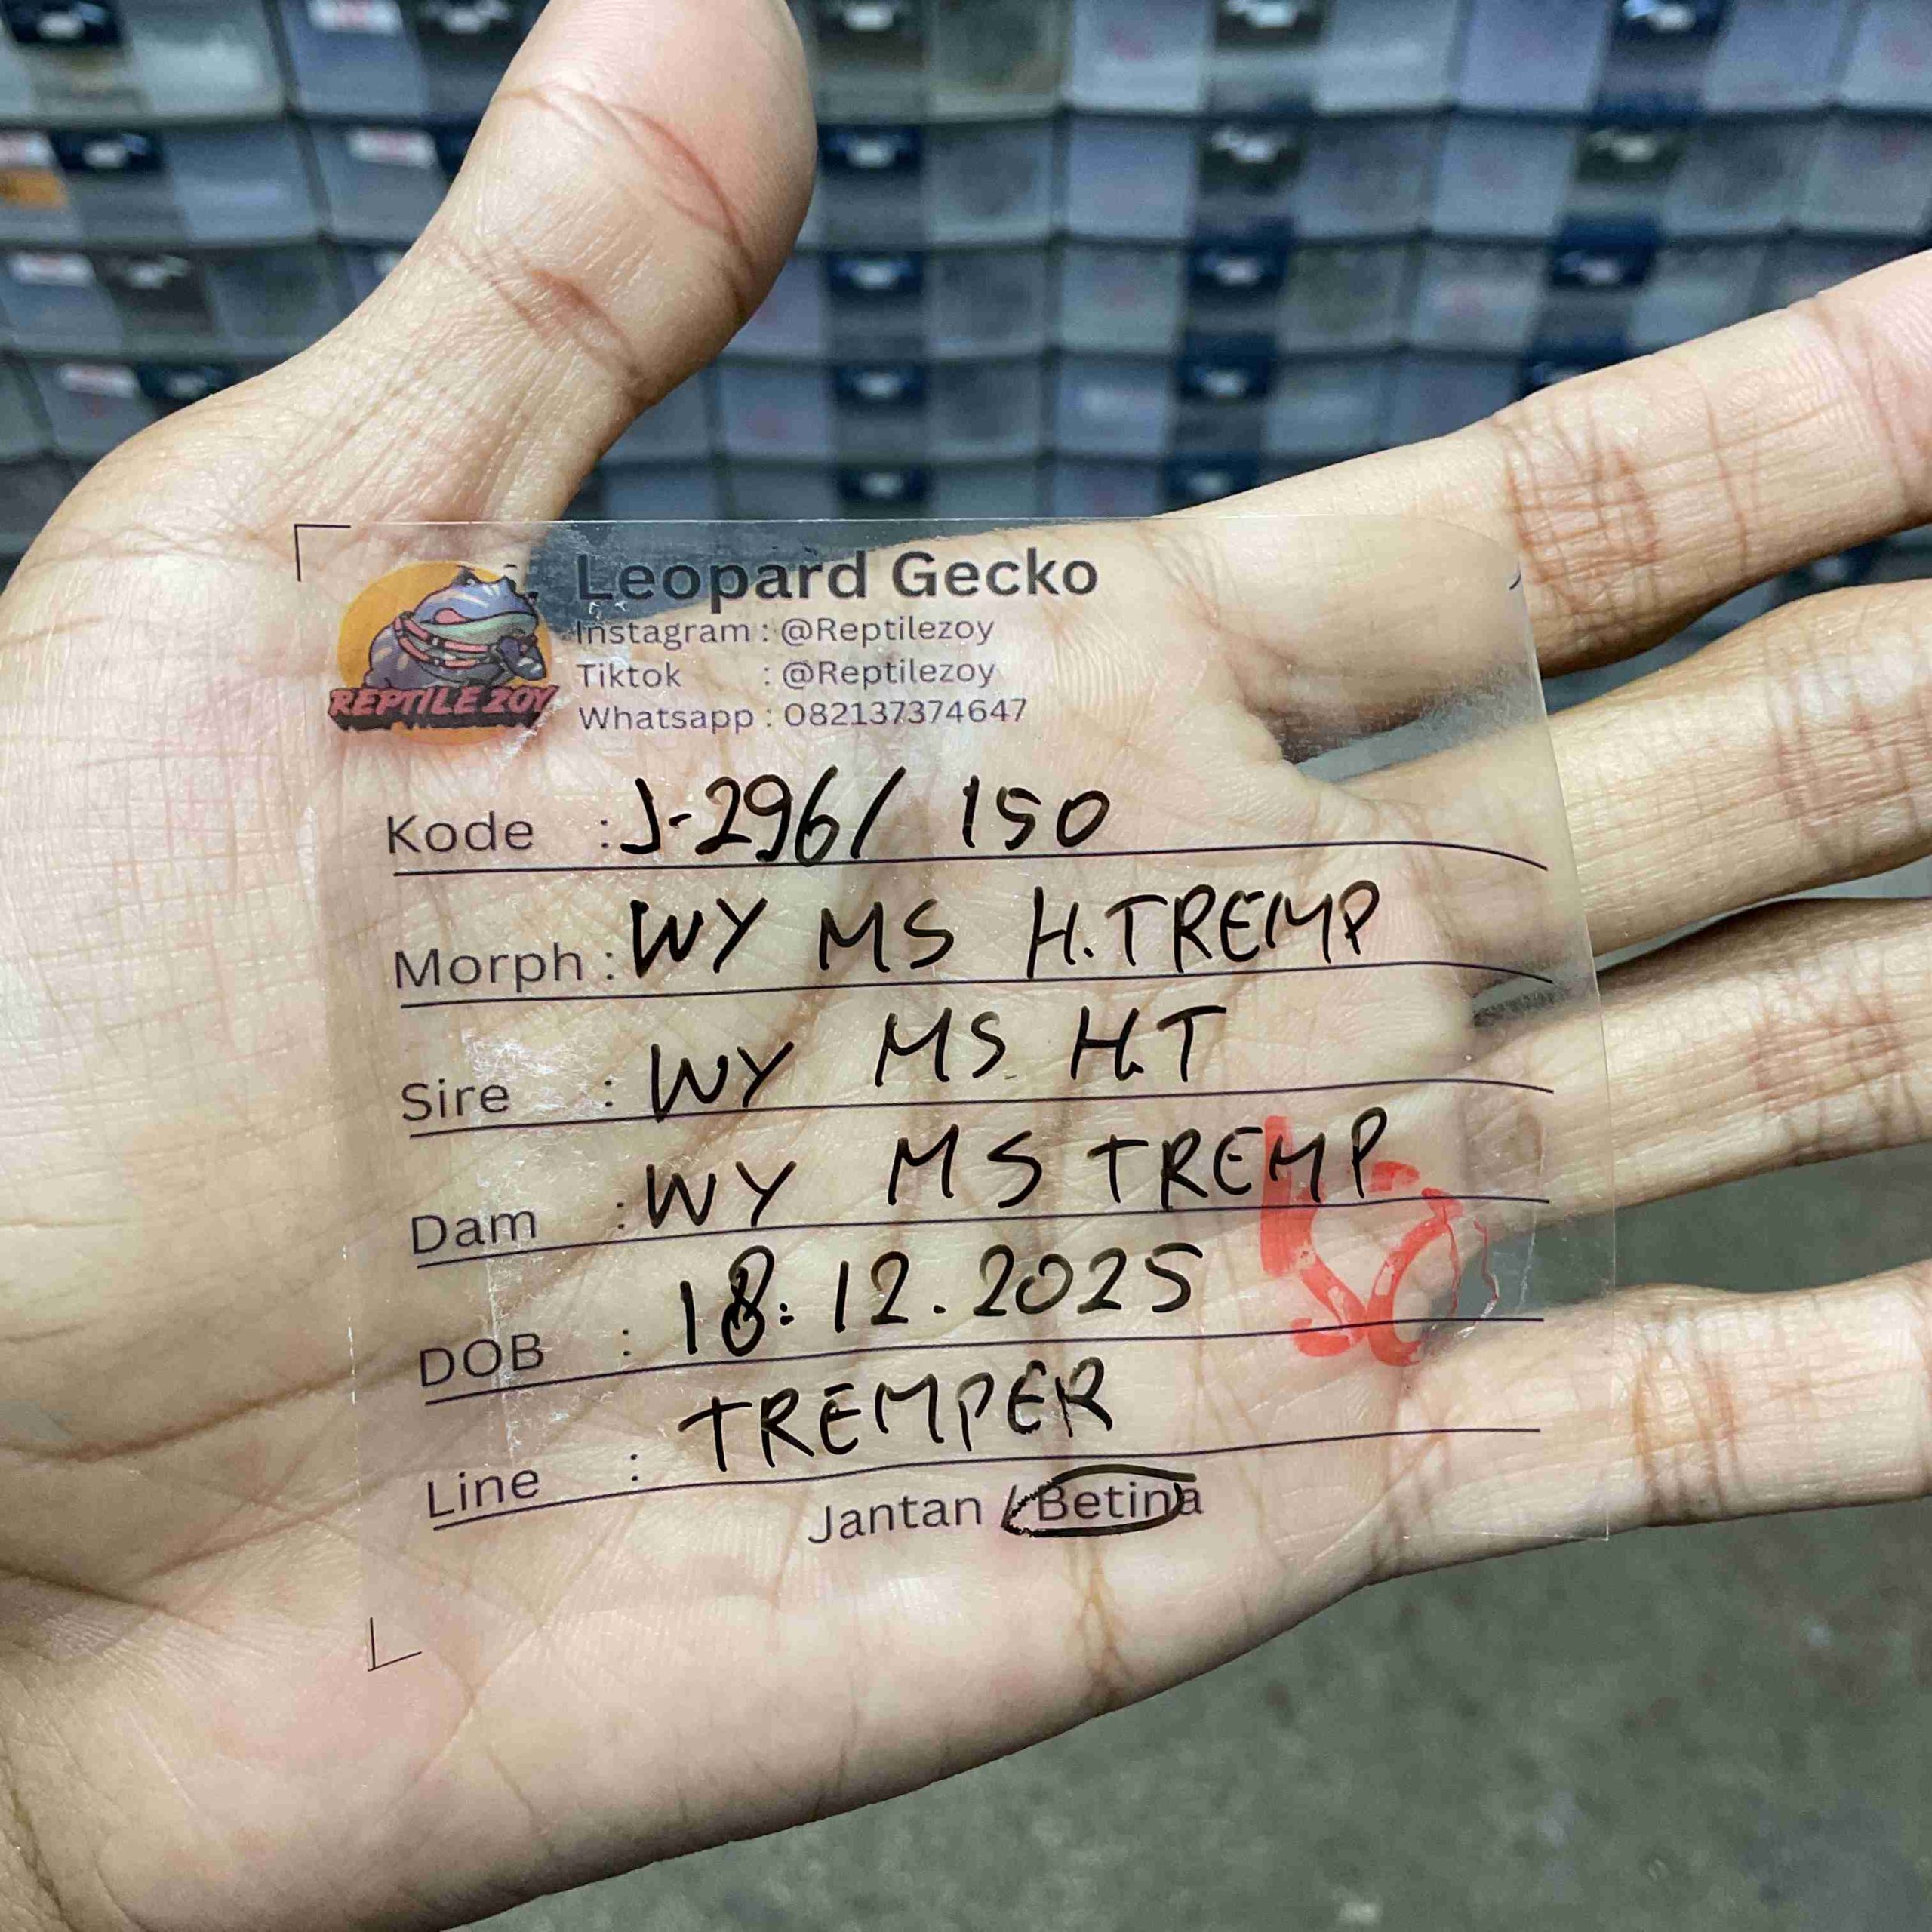 Leopard Gecko
Instagram : @Reptilezoy
Tiktok : @Reptilezoy
Whatsapp : 082137374647
REPTILE ZOY
Kode : J-296/ 150
Morph : WY MS H.TREMP
Sire : WY MS H.T
Dam : WY MS TREMP
DOB : 18.12.2025
Line : TREMPER
Jantan / Betina